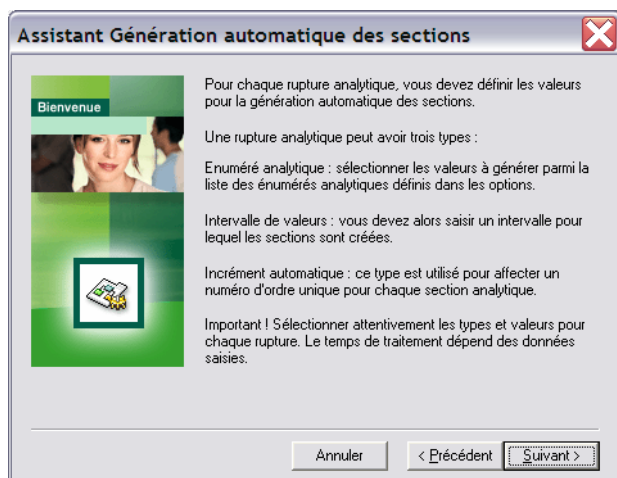 Assistant Génération automatique des sections
Bienvenue
Pour chaque rupture analytique, vous devez définir les valeurs
pour la génération automatique des sections.
Une rupture analytique peut avoir trois types :
Enuméré analytique : sélectionner les valeurs à générer parmi la
liste des énumérés analytiques définis dans les options.
Intervalle de valeurs : vous devez alors saisir un intervalle pour
lequel les sections sont créées.
Incrément automatique : ce type est utilisé pour affecter un
numéro d'ordre unique pour chaque section analytique.
Important ! Sélectionner attentivement les types et valeurs pour
chaque rupture. Le temps de traitement dépend des données
saisies.
Annuler
< Précédent
Suivant >